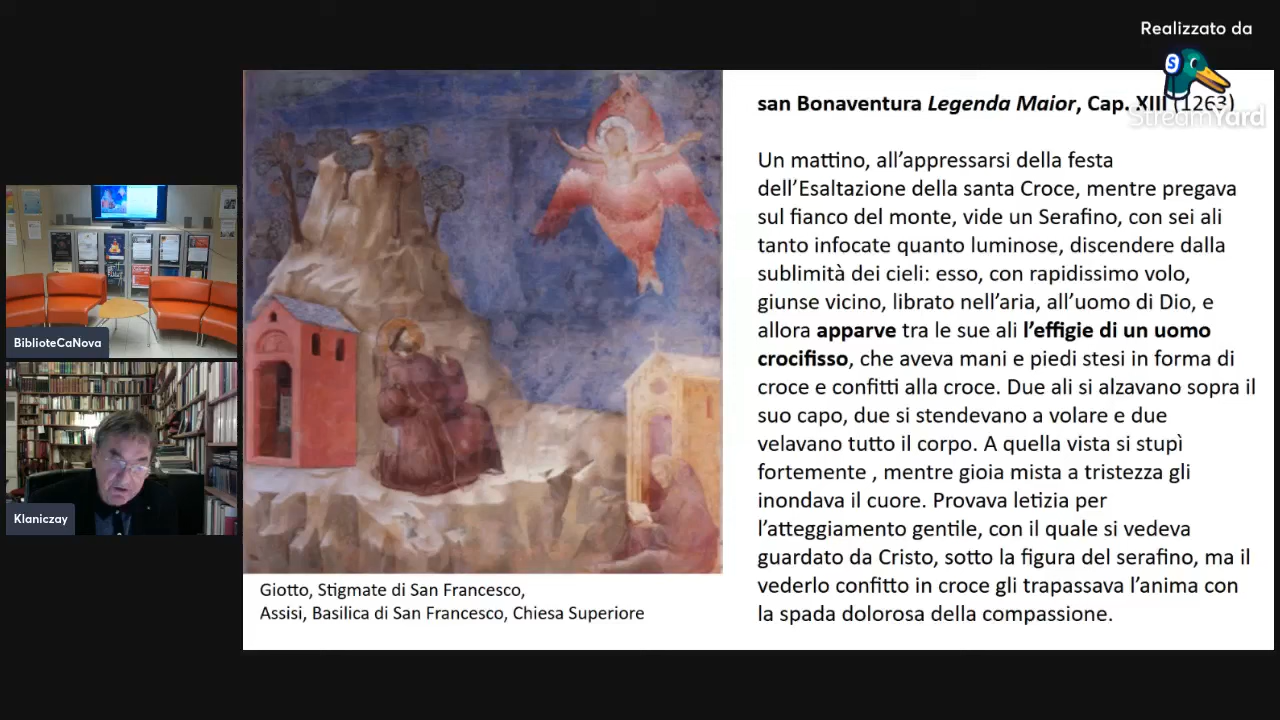 Realizzato da
S
StreamYard
BiblioteCaNova
Klaniczay
Giotto, Stigmate di San Francesco,
Assisi, Basilica di San Francesco, Chiesa Superiore
san Bonaventura Legenda Maior, Cap. XIII (1263)
Un mattino, all’appressarsi della festa
dell’Esaltazione della santa Croce, mentre pregava
sul fianco del monte, vide un Serafino, con sei ali
tanto infocate quanto luminose, discendere dalla
sublimità dei cieli: esso, con rapidissimo volo,
giunse vicino, librato nell’aria, all’uomo di Dio, e
allora apparve tra le sue ali l’effigie di un uomo
crocifisso, che aveva mani e piedi stesi in forma di
croce e confitti alla croce. Due ali si alzavano sopra il
suo capo, due si stendevano a volare e due
velavano tutto il corpo. A quella vista si stupì
fortemente , mentre gioia mista a tristezza gli
inondava il cuore. Provava letizia per
l’atteggiamento gentile, con il quale si vedeva
guardato da Cristo, sotto la figura del serafino, ma il
vederlo confitto in croce gli trapassava l’anima con
la spada dolorosa della compassione.